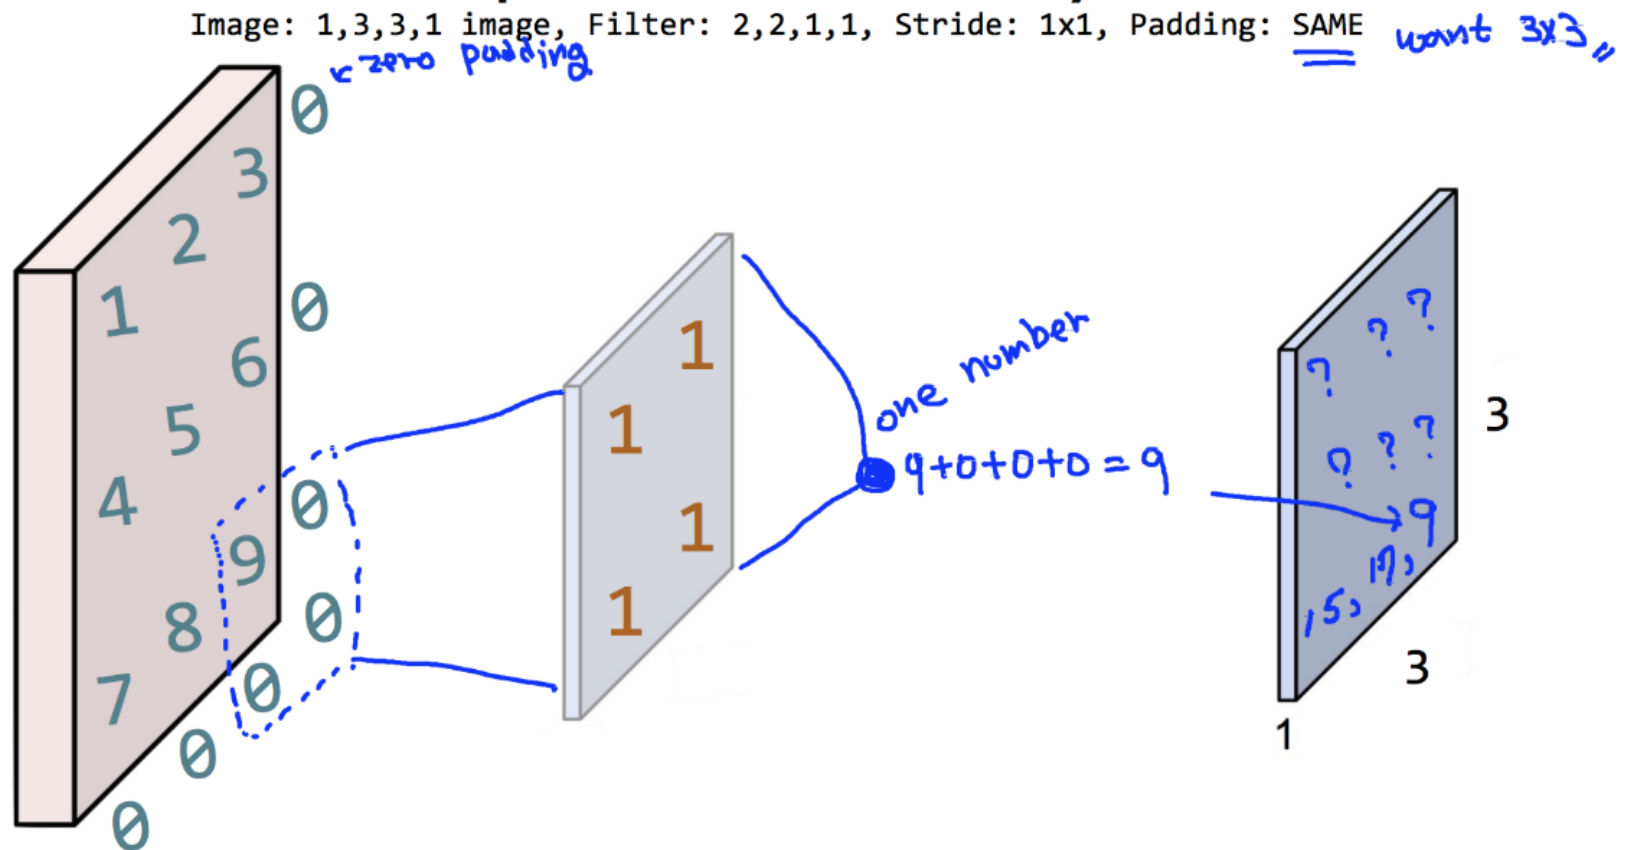 Image: 1,3,3,1 image, Filter: 2,2,1,1, Stride: 1x1, Padding: SAME want 3x3
zero padding
0
1 2 3
0
4 5 6
0
7 8 9
0
0 0 0
1 1
1 1
one number
9+0+0+0=9
? ? ?
? ? ?
15, 17, 9
3
3
1